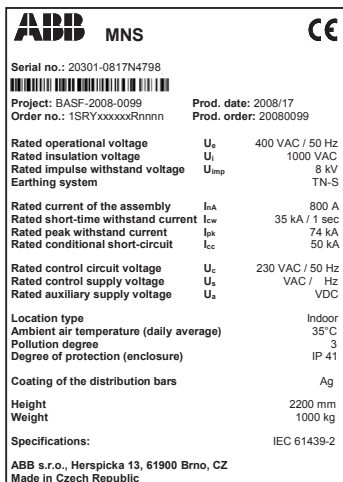 ABB MNS CE
Serial no.: 20301-0817N4798
Project: BASF-2008-0099 Prod. date: 2008/17
Order no.: 1SRYxxxxxxRnnnn Prod. order: 20080099
Rated operational voltage Ue 400 VAC / 50 Hz
Rated insulation voltage Ui 1000 VAC
Rated impulse withstand voltage Uimp 8 kV
Earthing system TN-S
Rated current of the assembly InA 800 A
Rated short-time withstand current Icw 35 kA / 1 sec
Rated peak withstand current Ipk 74 kA
Rated conditional short-circuit Icc 50 kA
Rated control circuit voltage Uc 230 VAC / 50 Hz
Rated control supply voltage Us VAC / Hz
Rated auxiliary supply voltage Ua VDC
Location type Indoor
Ambient air temperature (daily average) 35°C
Pollution degree 3
Degree of protection (enclosure) IP 41
Coating of the distribution bars Ag
Height 2200 mm
Weight 1000 kg
Specifications: IEC 61439-2
ABB s.r.o., Herspicka 13, 61900 Brno, CZ
Made in Czech Republic